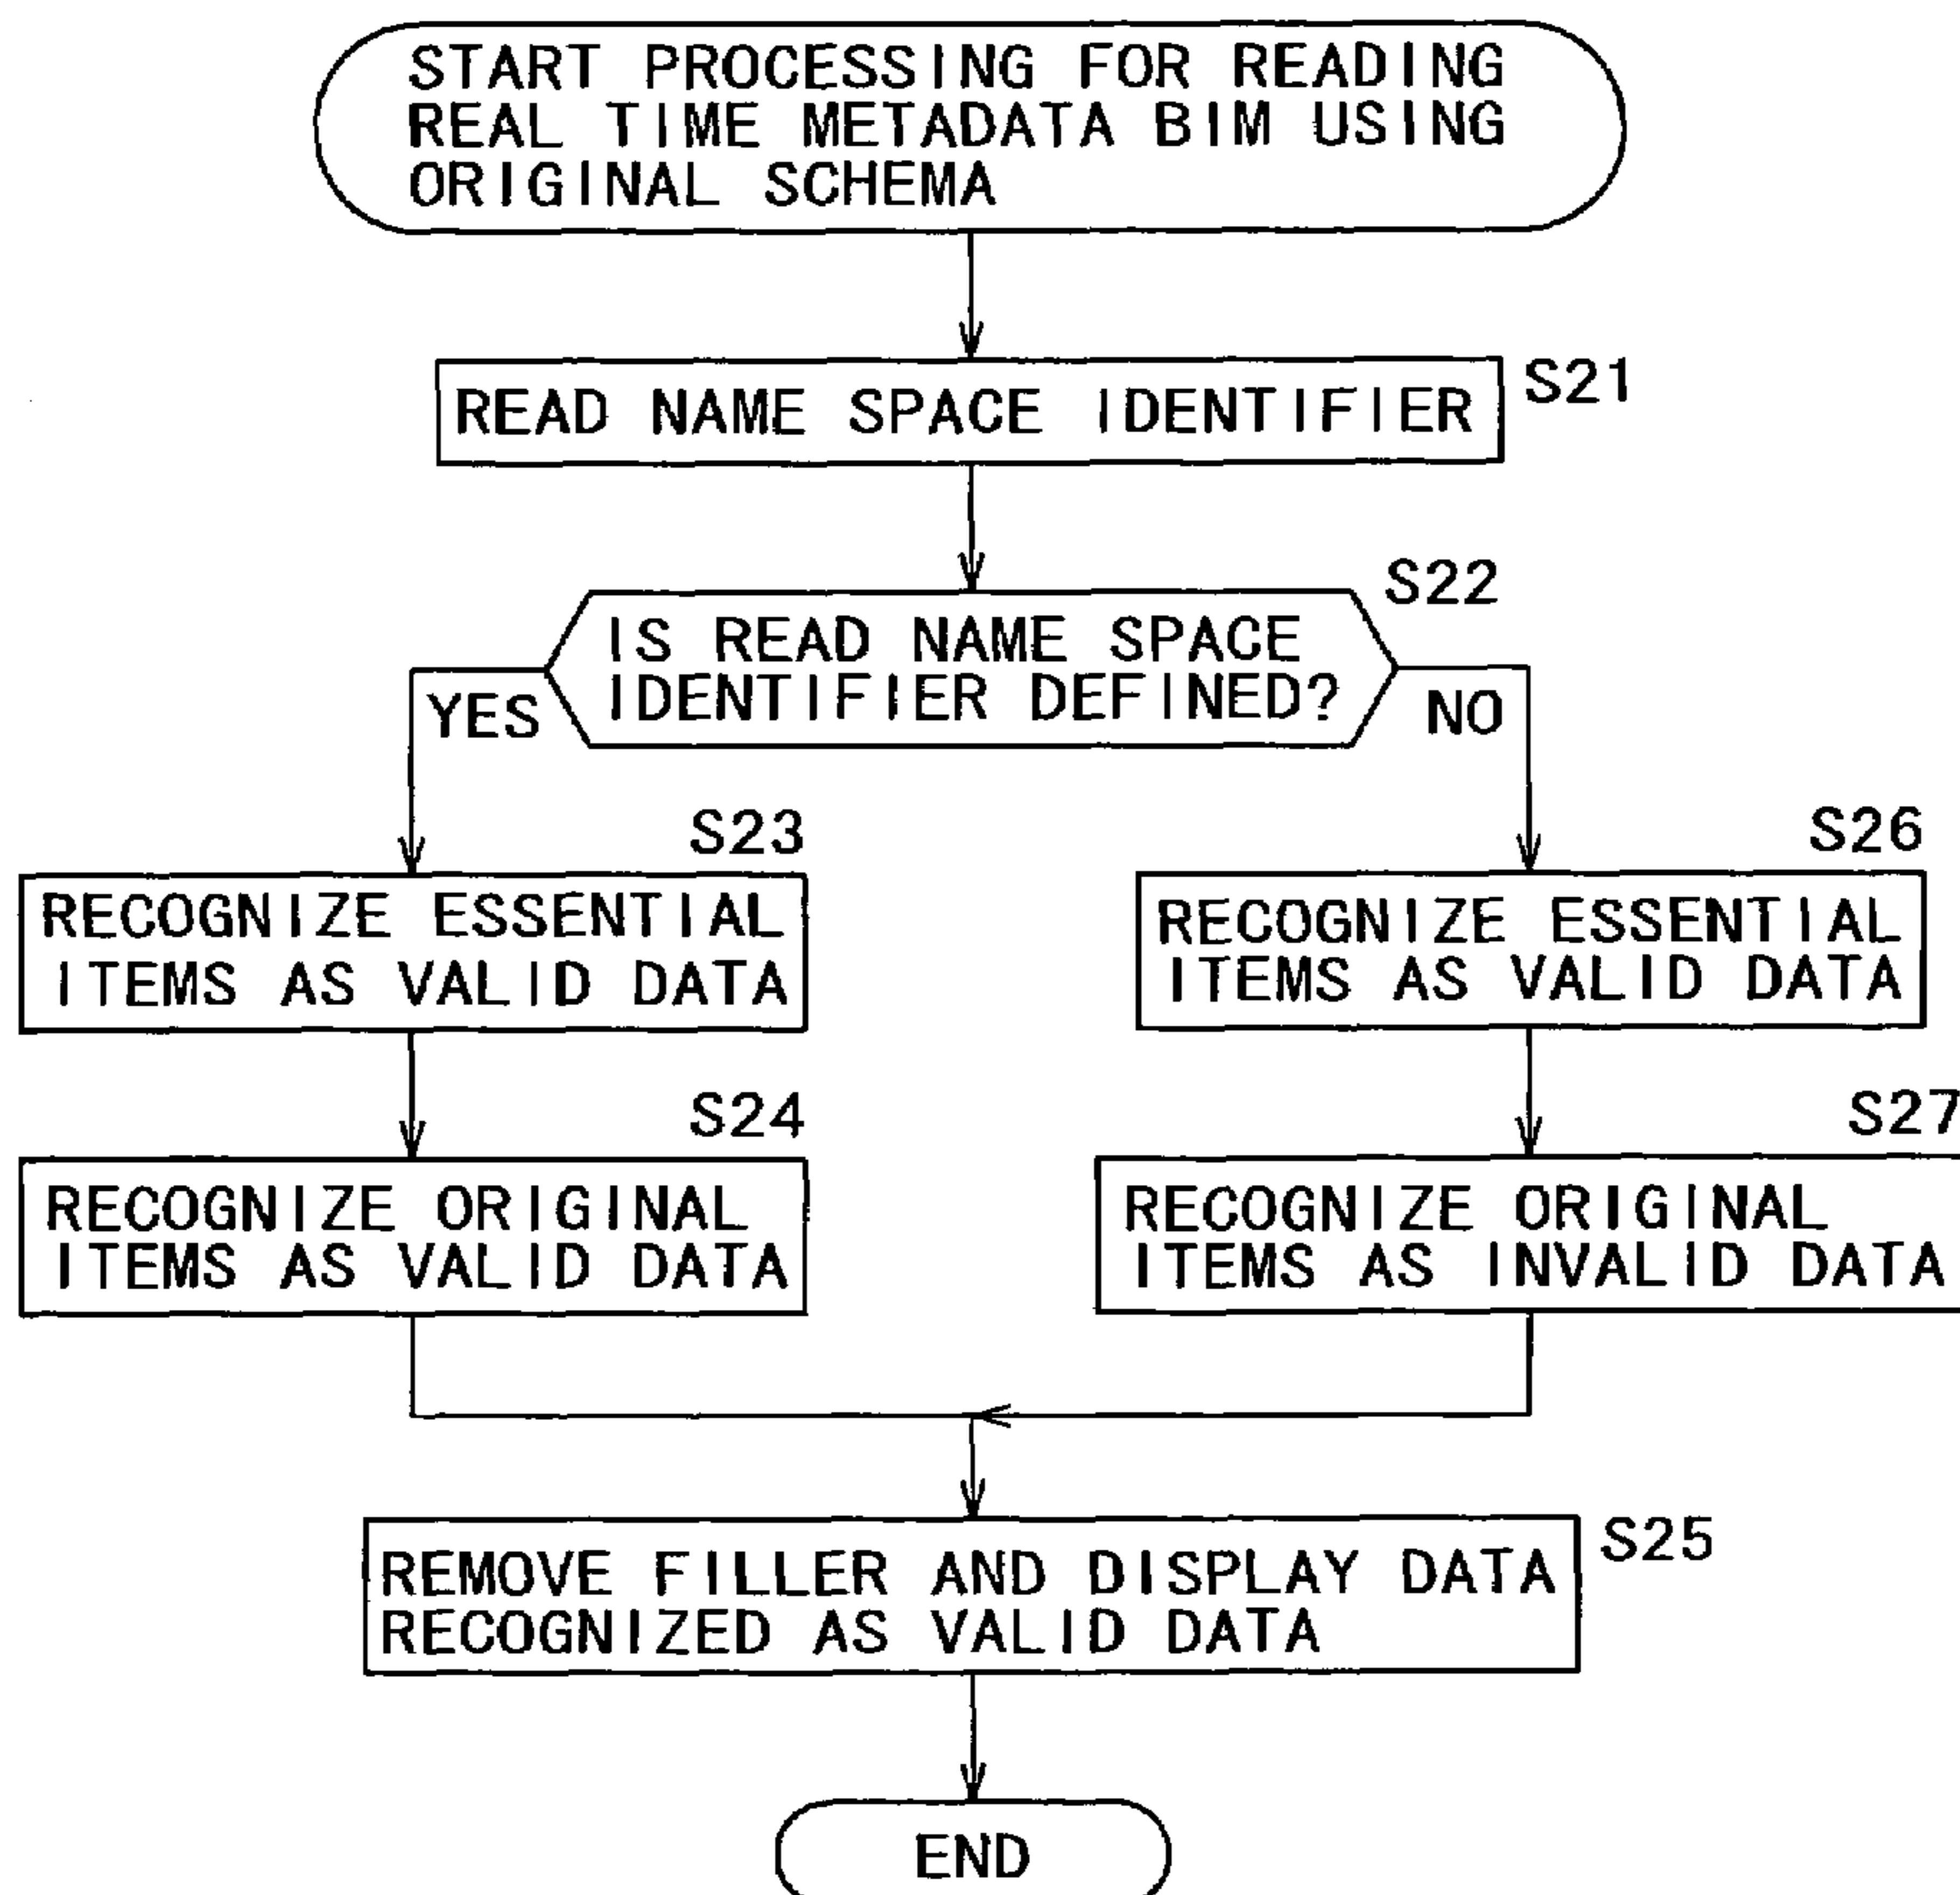 START PROCESSING FOR READING
REAL TIME METADATA BIM USING
ORIGINAL SCHEMA
READ NAME SPACE IDENTIFIER
S21
S22
IS READ NAME SPACE
IDENTIFIER DEFINED?
YES
NO
S23
RECOGNIZE ESSENTIAL
ITEMS AS VALID DATA
S26
RECOGNIZE ESSENTIAL
ITEMS AS VALID DATA
S24
RECOGNIZE ORIGINAL
ITEMS AS VALID DATA
S27
RECOGNIZE ORIGINAL
ITEMS AS INVALID DATA
S25
REMOVE FILLER AND DISPLAY DATA
RECOGNIZED AS VALID DATA
END